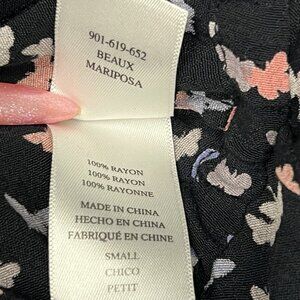 901-619-652
BEAUX
MARIPOSA
100% RAYON
100% RAYON
100% RAYONNE
MADE IN CHINA
HECHO EN CHINA
FABRIQUÉ EN CHINE
SMALL
CHICO
PETIT